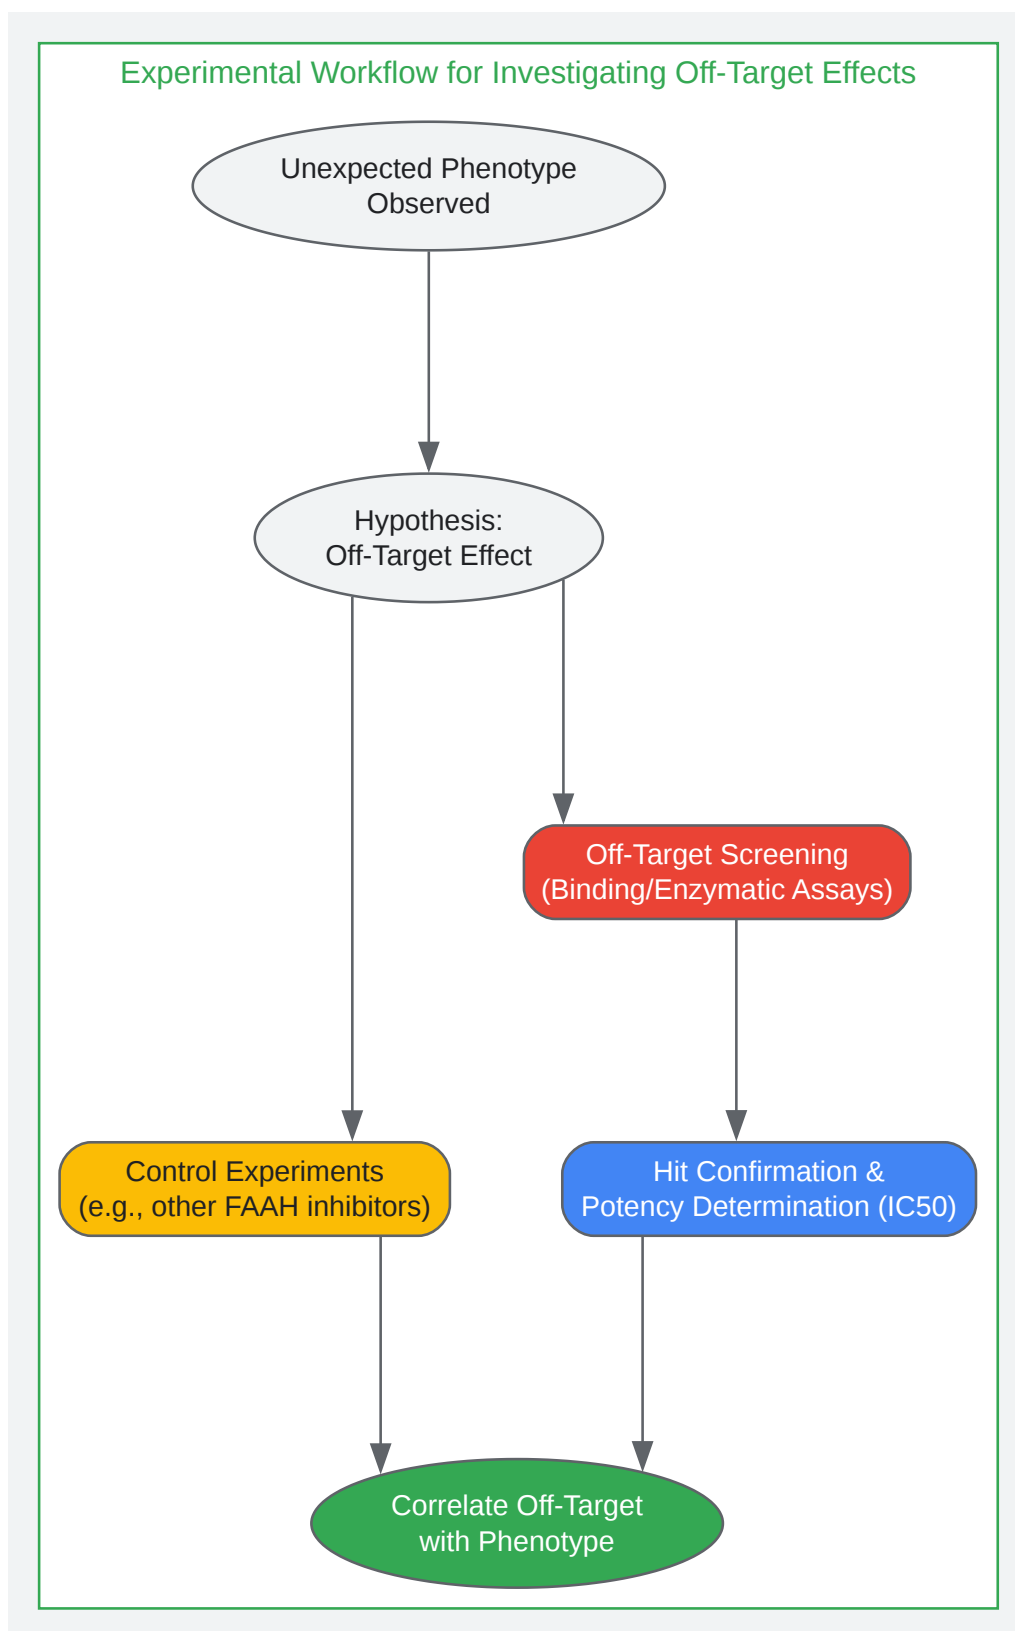 Experimental Workflow for Investigating Off-Target Effects
Unexpected Phenotype
Observed
Hypothesis:
Off-Target Effect
Off-Target Screening
(Binding/Enzymatic Assays)
Control Experiments
(e.g., other FAAH inhibitors)
Hit Confirmation &
Potency Determination (IC50)
Correlate Off-Target
with Phenotype